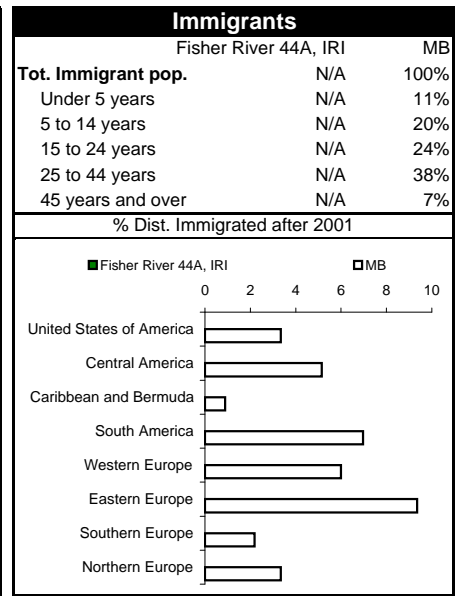 Immigrants
Fisher River 44A, IRI MB
Tot. Immigrant pop. N/A 100%
Under 5 years N/A 11%
5 to 14 years N/A 20%
15 to 24 years N/A 24%
25 to 44 years N/A 38%
45 years and over N/A 7%
% Dist. Immigrated after 2001
Fisher River 44A, IRI MB
0 2 4 6 8 10
United States of America
Central America
Caribbean and Bermuda
South America
Western Europe
Eastern Europe
Southern Europe
Northern Europe